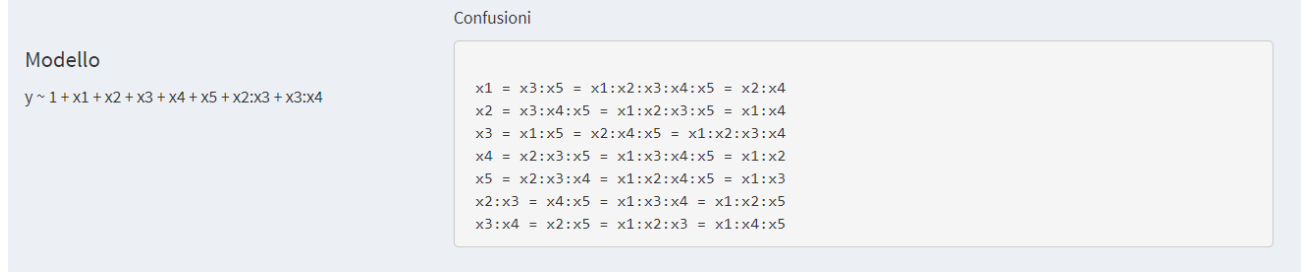 Confusioni
Modello
y ~ 1 + x1 + x2 + x3 + x4 + x5 + x2:x3 + x3:x4
x1 = x3:x5 = x1:x2:x3:x4:x5 = x2:x4
x2 = x3:x4:x5 = x1:x2:x3:x5 = x1:x4
x3 = x1:x5 = x2:x4:x5 = x1:x2:x3:x4
x4 = x2:x3:x5 = x1:x3:x4:x5 = x1:x2
x5 = x2:x3:x4 = x1:x2:x4:x5 = x1:x3
x2:x3 = x4:x5 = x1:x3:x4 = x1:x2:x5
x3:x4 = x2:x5 = x1:x2:x3 = x1:x4:x5